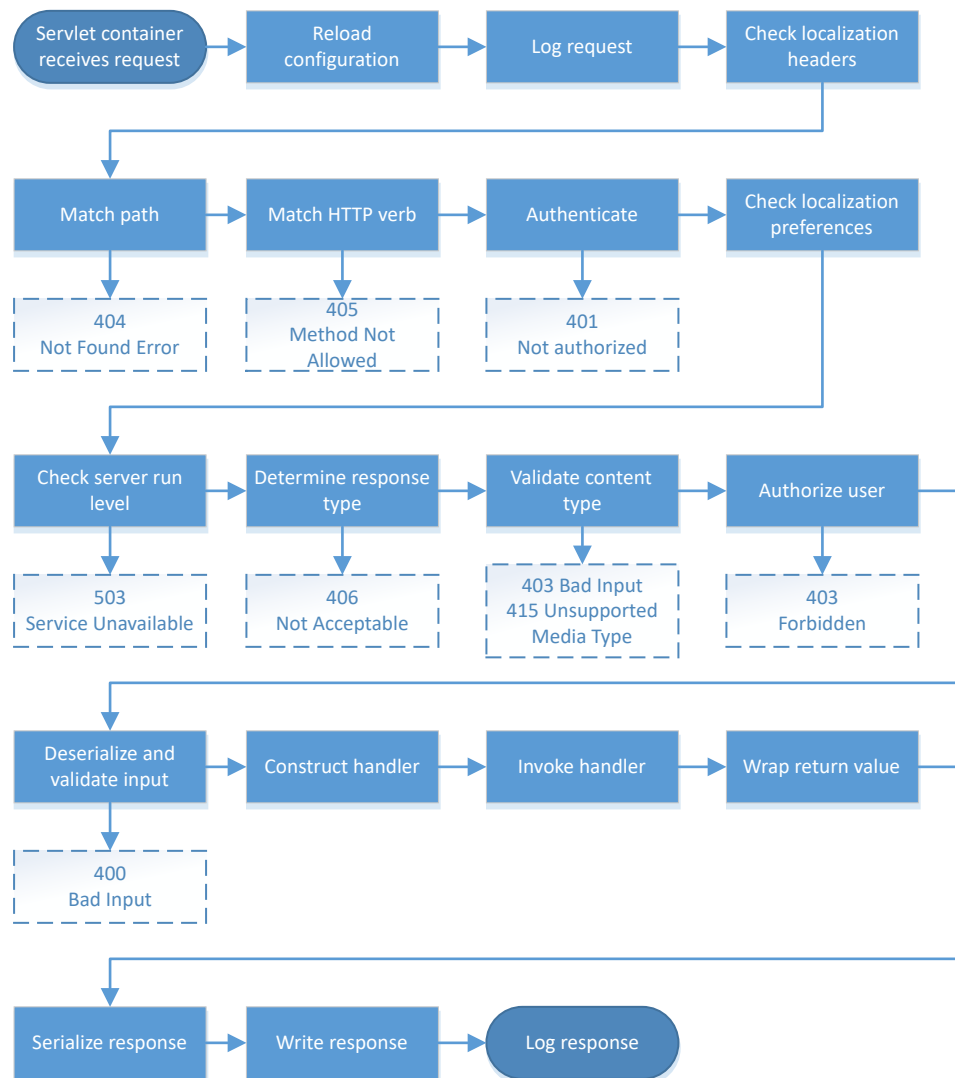 Servlet container
receives request
Reload
configuration
Log request
Check localization
headers
Match path
Match HTTP verb
Authenticate
Check localization
preferences
404
Not Found Error
405
Method Not
Allowed
401
Not authorized
Check server run
level
Determine response
type
Validate content
type
Authorize user
503
Service Unavailable
406
Not Acceptable
403 Bad Input
415 Unsupported
Media Type
403
Forbidden
Deserialize and
validate input
Construct handler
Invoke handler
Wrap return value
400
Bad Input
Serialize response
Write response
Log response